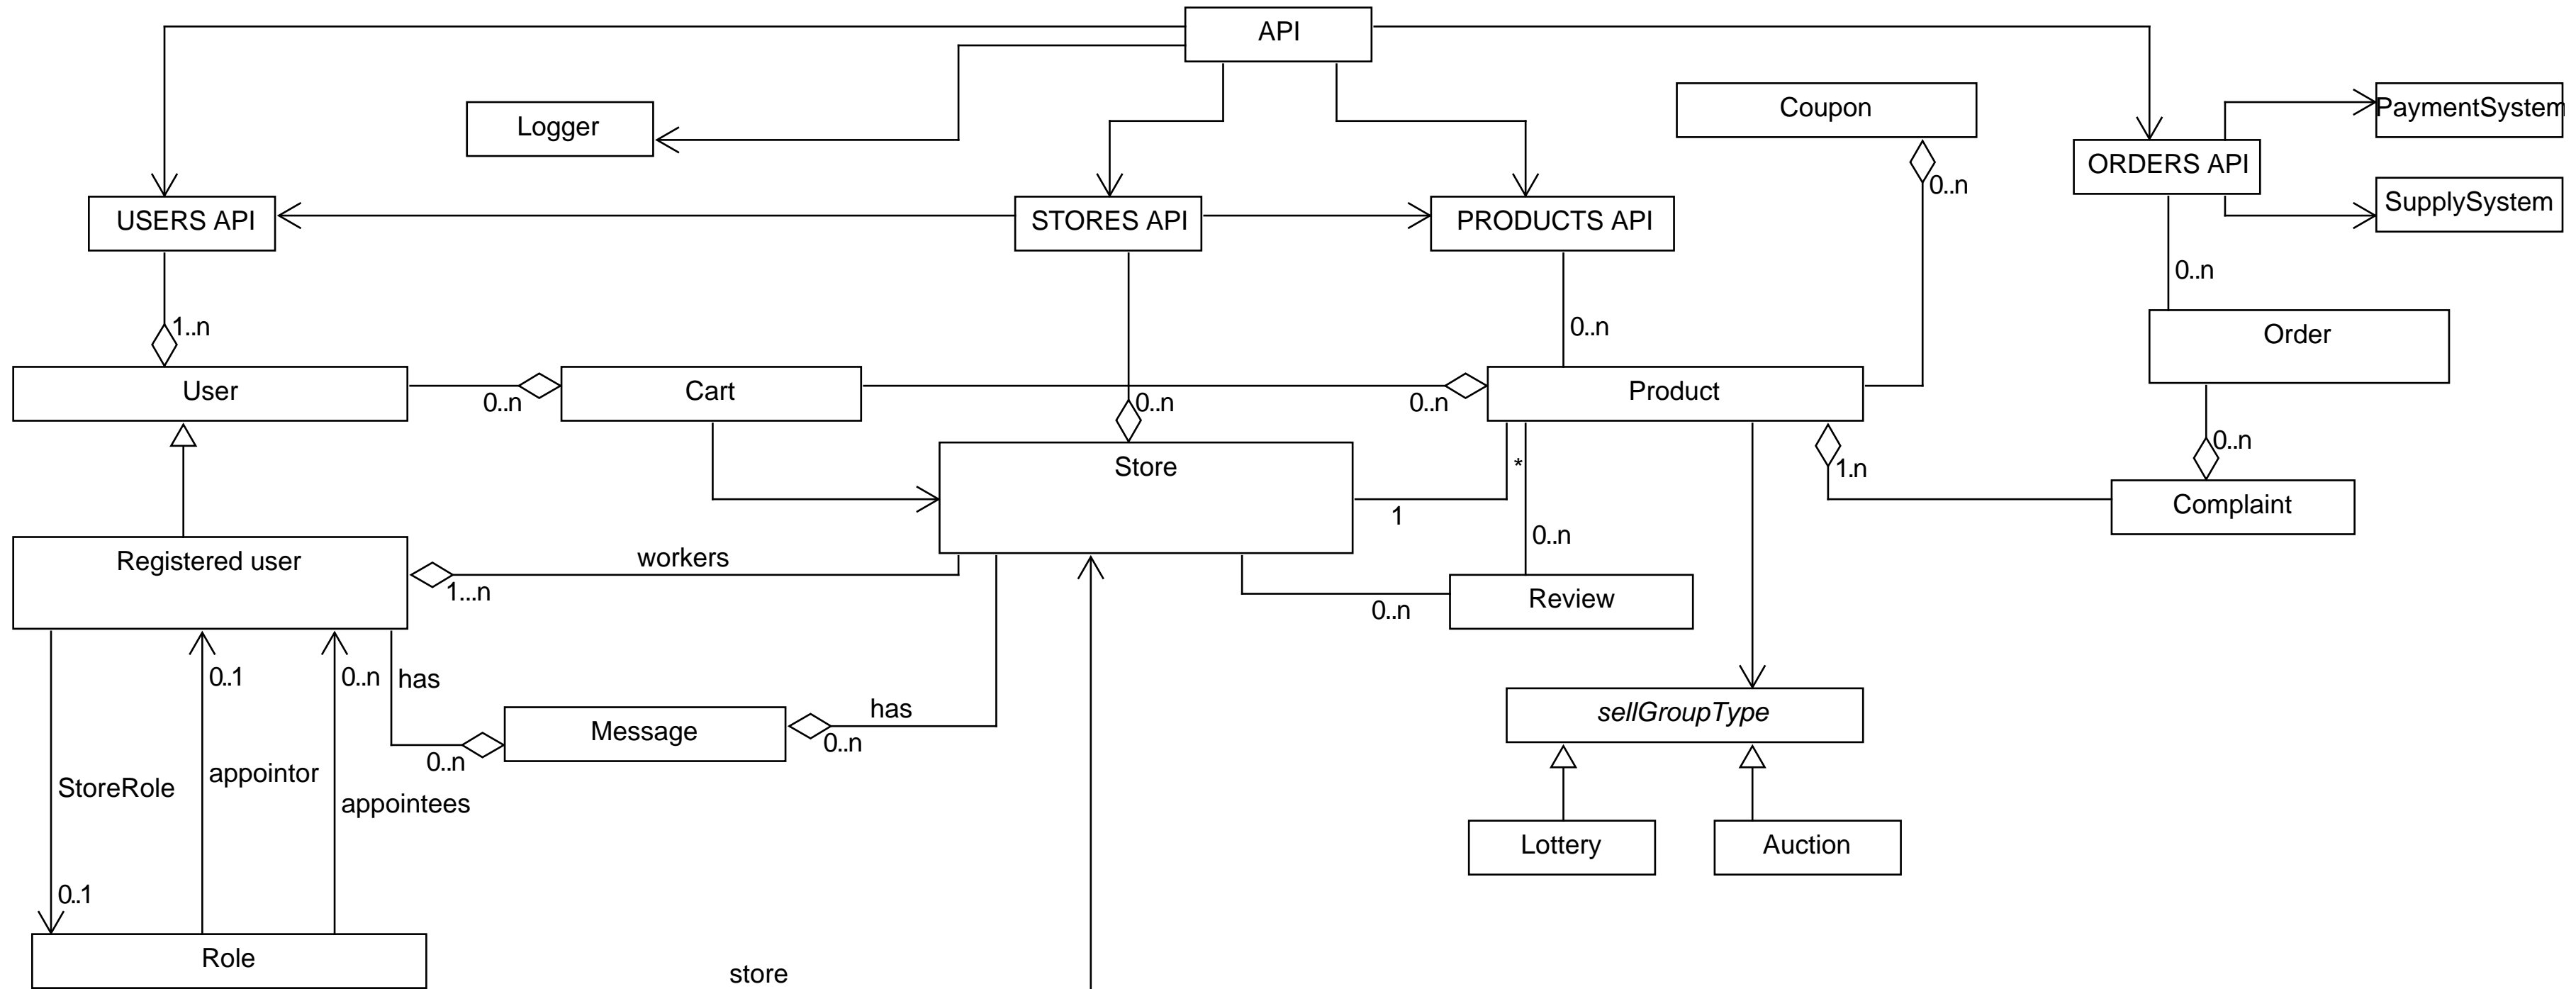 API
Coupon
PaymentSystem
Logger
ORDERS API
SupplySystem
USERS API
STORES API
PRODUCTS API
0..n
0..n
1..n
0..n
Order
User
0..n
Cart
0..n
0..n
Product
Store
*
1..n
0..n
Complaint
1
Registered user
workers
1...n
0..n
Review
0..n
0..1
0..n
has
Message
has
0..n
0..n
sellGroupType
StoreRole
appointor
appointees
Lottery
Auction
0..1
Role
store